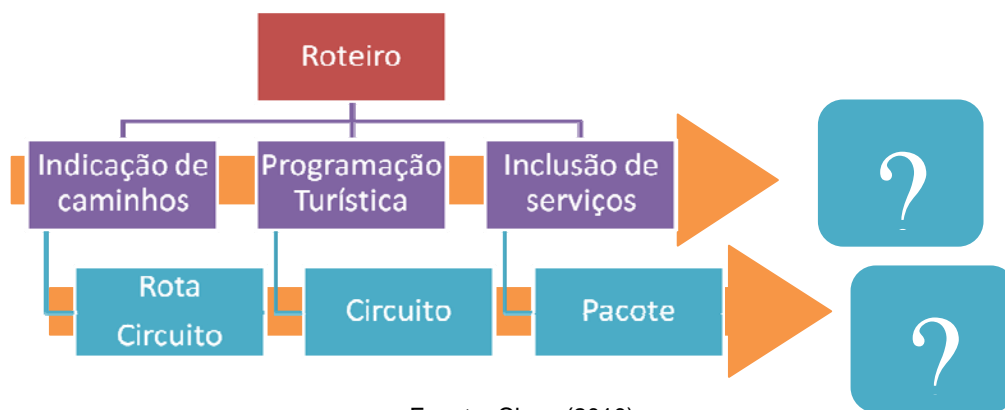 Roteiro
Indicação de
caminhos
Programação
Turística
Inclusão de
serviços
?
Rota
Circuito
Circuito
Pacote
?